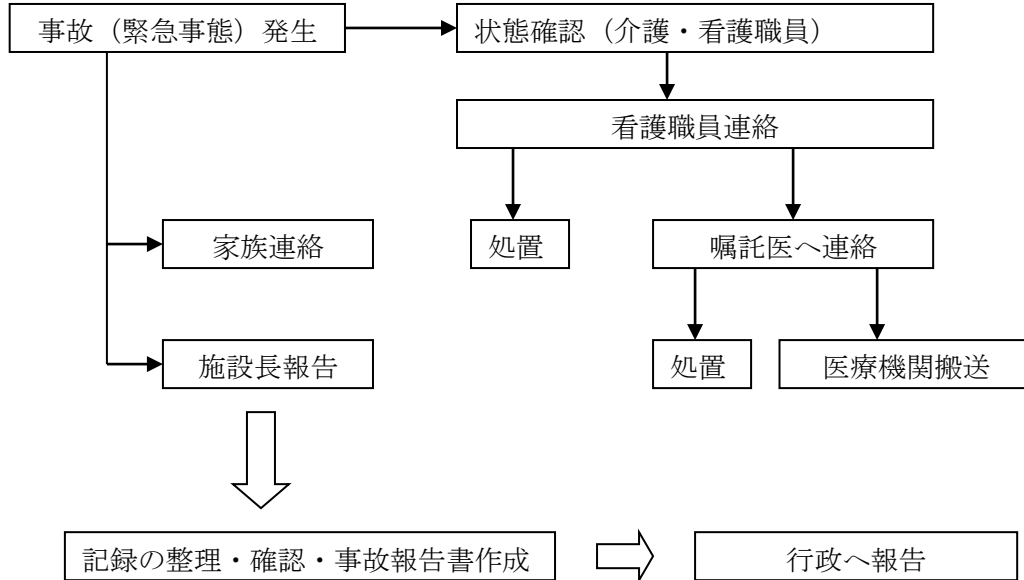 事故（緊急事態）発生
状態確認（介護・看護職員）
看護職員連絡
家族連絡
処置
嘱託医へ連絡
施設長報告
処置
医療機関搬送
記録の整理・確認・事故報告書作成
行政へ報告